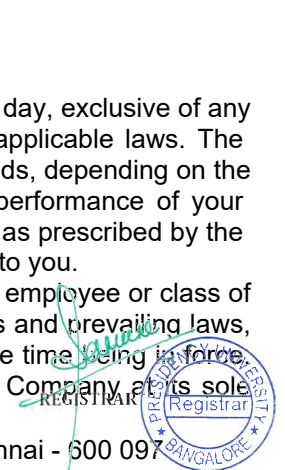 day, exclusive of any
applicable laws. The
ds, depending on the
performance of your
as prescribed by the
to you.
employee or class of
s and prevailing laws,
e time being in force,
Company at its sole
REGISTRAR
PRESIDENCY UNIVERSITY
Registrar
BANGALORE
nnai - 600 097